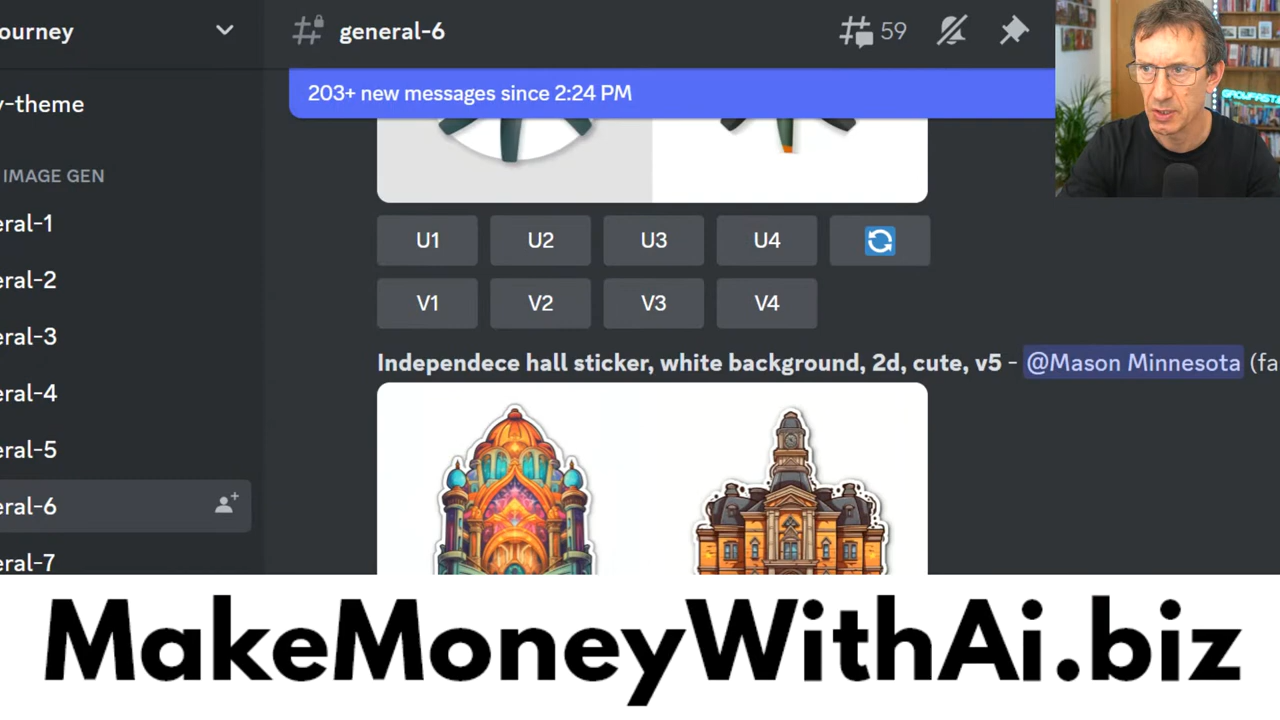 ourney
general-6
59
203+ new messages since 2:24 PM
y-theme
IMAGE GEN
eral-1
eral-2
eral-3
eral-4
eral-5
eral-6
eral-7
U1 U2 U3 U4
V1 V2 V3 V4
Independece hall sticker, white background, 2d, cute, v5 - @Mason Minnesota (fa
MakeMoneyWithAi.biz